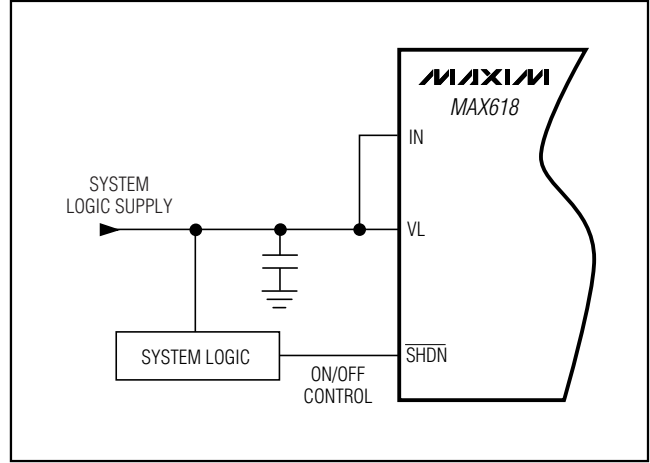 MAXIM
MAX618
IN
SYSTEM
LOGIC SUPPLY
VL
SYSTEM LOGIC
SHDN
ON/OFF
CONTROL